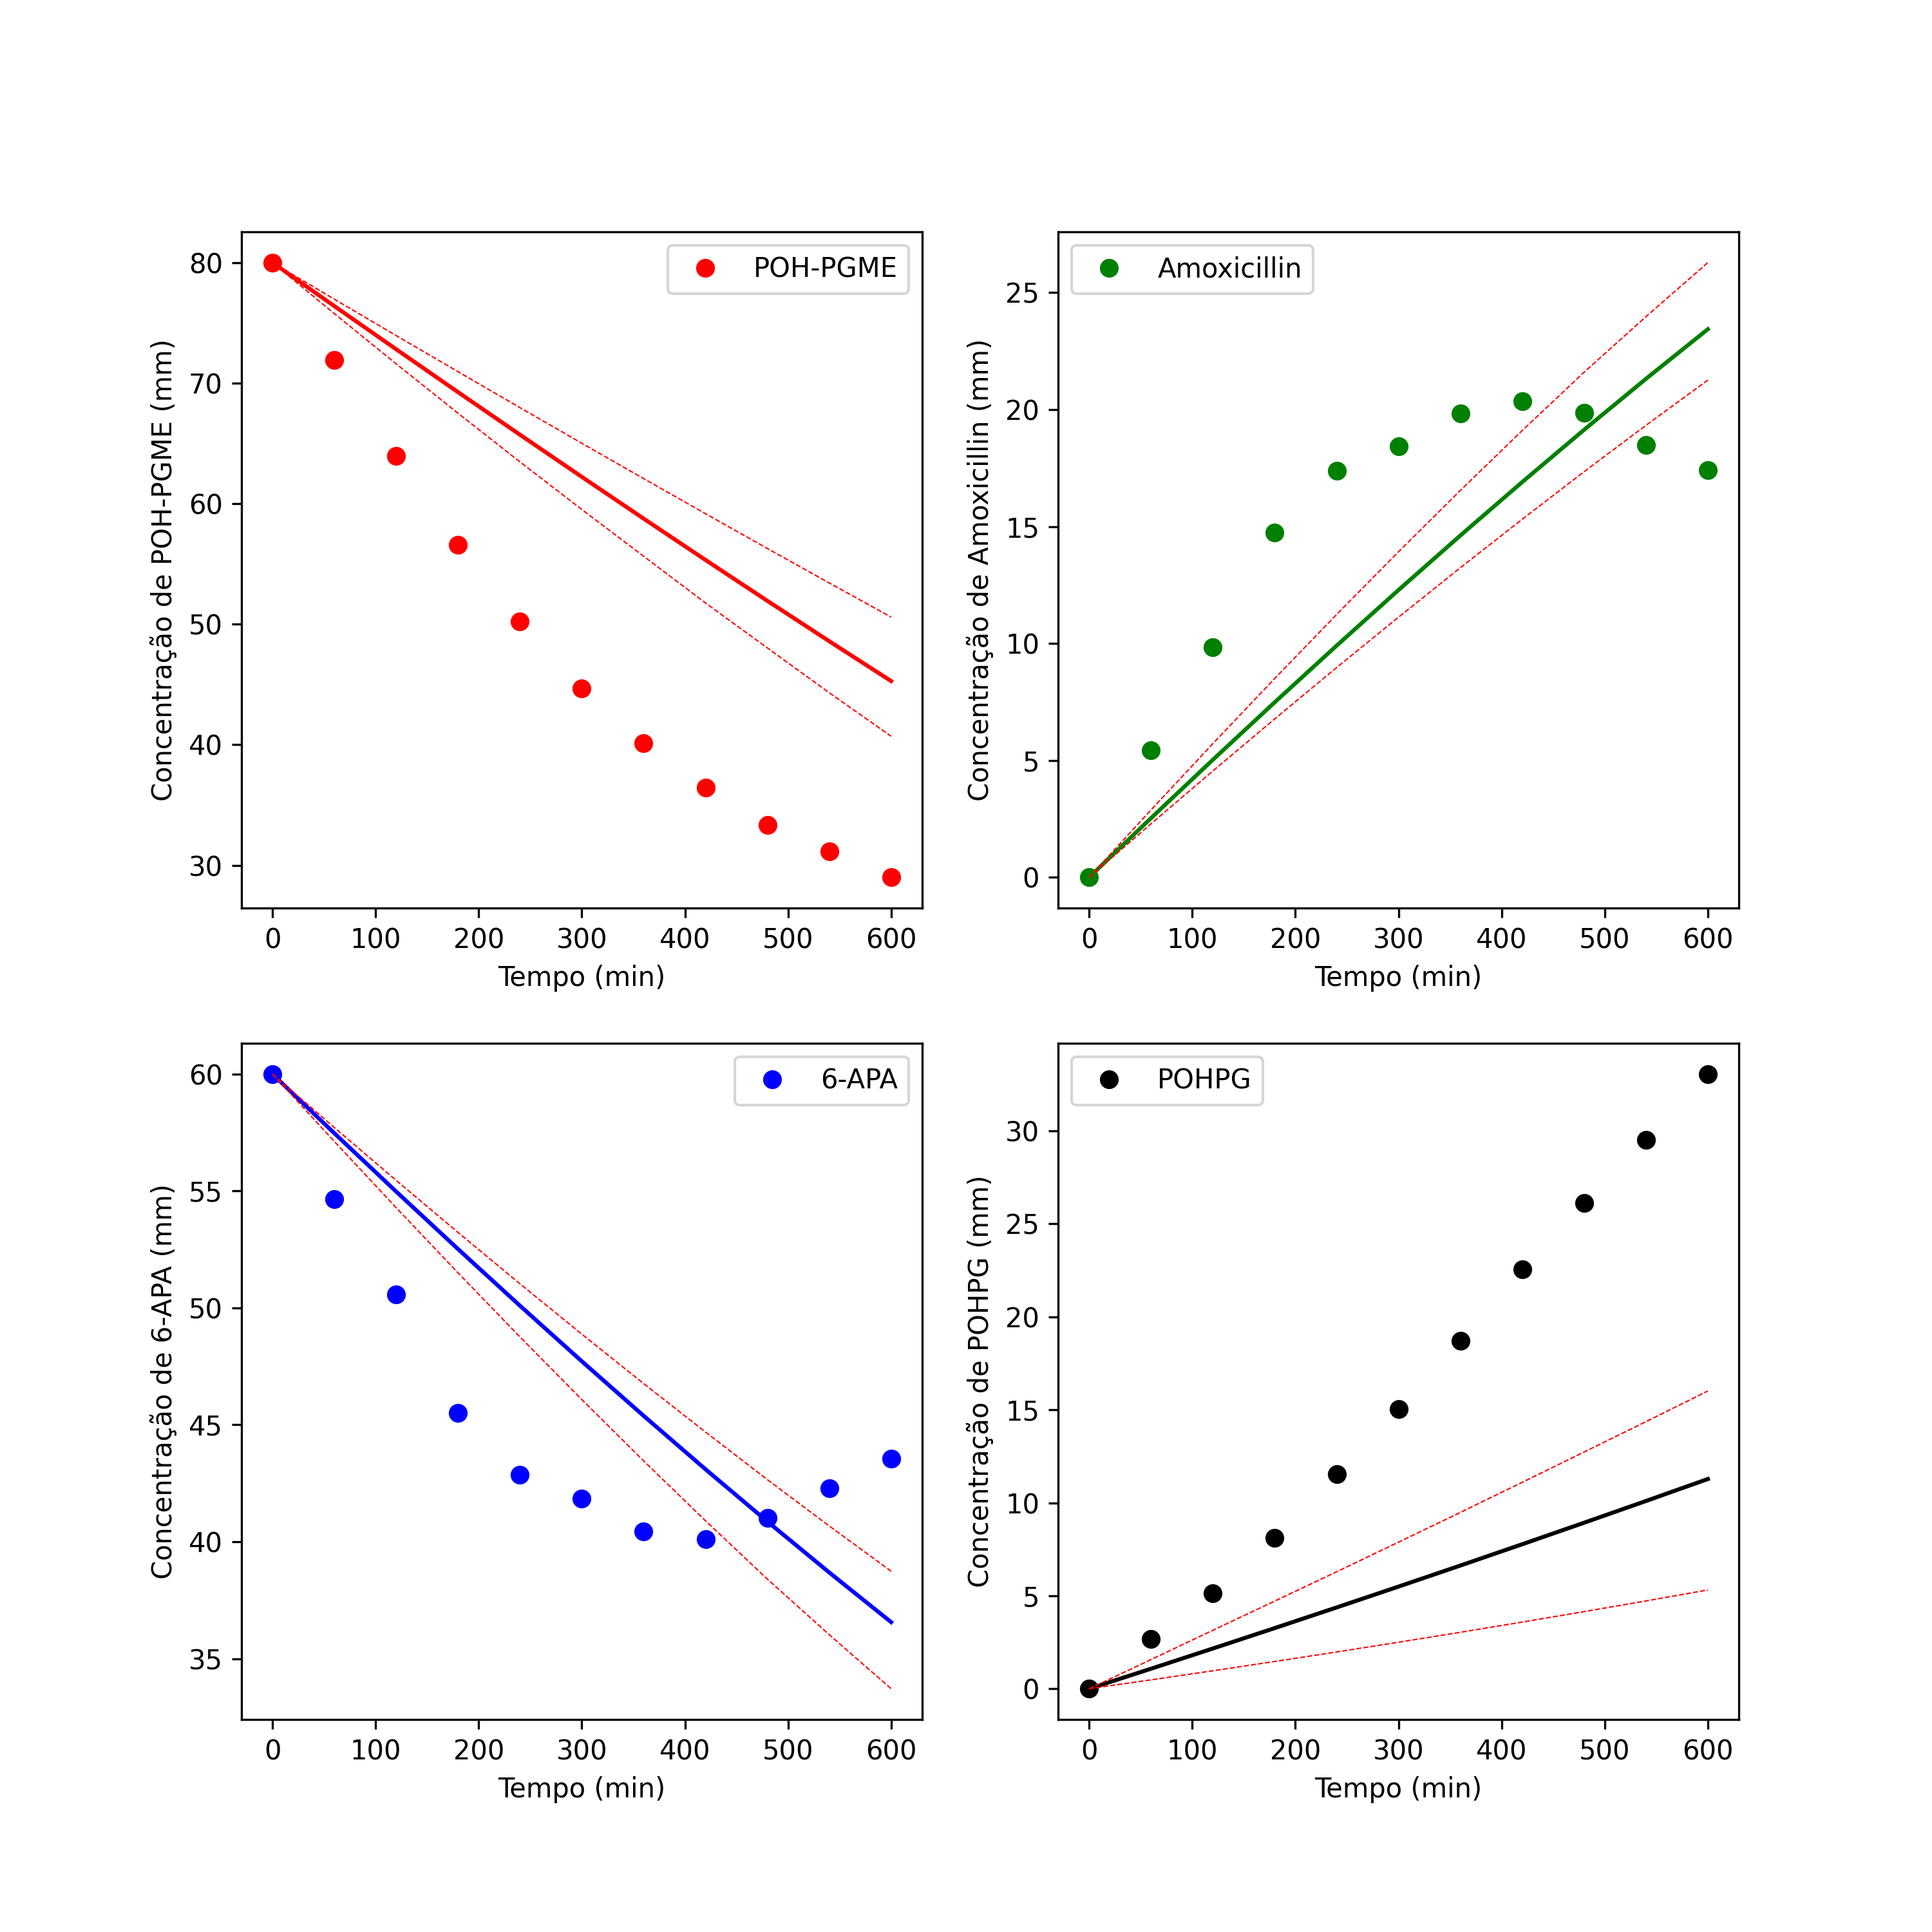 POH-PGME
Concentração de POH-PGME (mm)
80
70
60
50
40
30
0 100 200 300 400 500 600
Tempo (min)
Amoxicillin
Concentração de Amoxicillin (mm)
25
20
15
10
5
0
0 100 200 300 400 500 600
Tempo (min)
6-APA
Concentração de 6-APA (mm)
60
55
50
45
40
35
0 100 200 300 400 500 600
Tempo (min)
POHPG
Concentração de POHPG (mm)
30
25
20
15
10
5
0
0 100 200 300 400 500 600
Tempo (min)